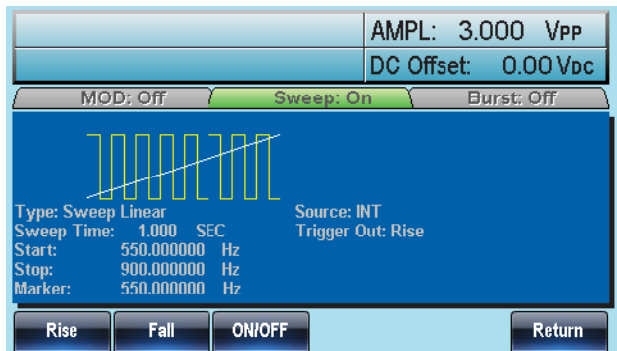 AMPL: 3.000 VPP
DC Offset: 0.00 VDC
MOD: Off Sweep: On Burst: Off
Type: Sweep Linear Source: INT
Sweep Time: 1.000 SEC Trigger Out: Rise
Start: 550.000000 Hz
Stop: 900.000000 Hz
Marker: 550.000000 Hz
Rise Fall ON/OFF Return